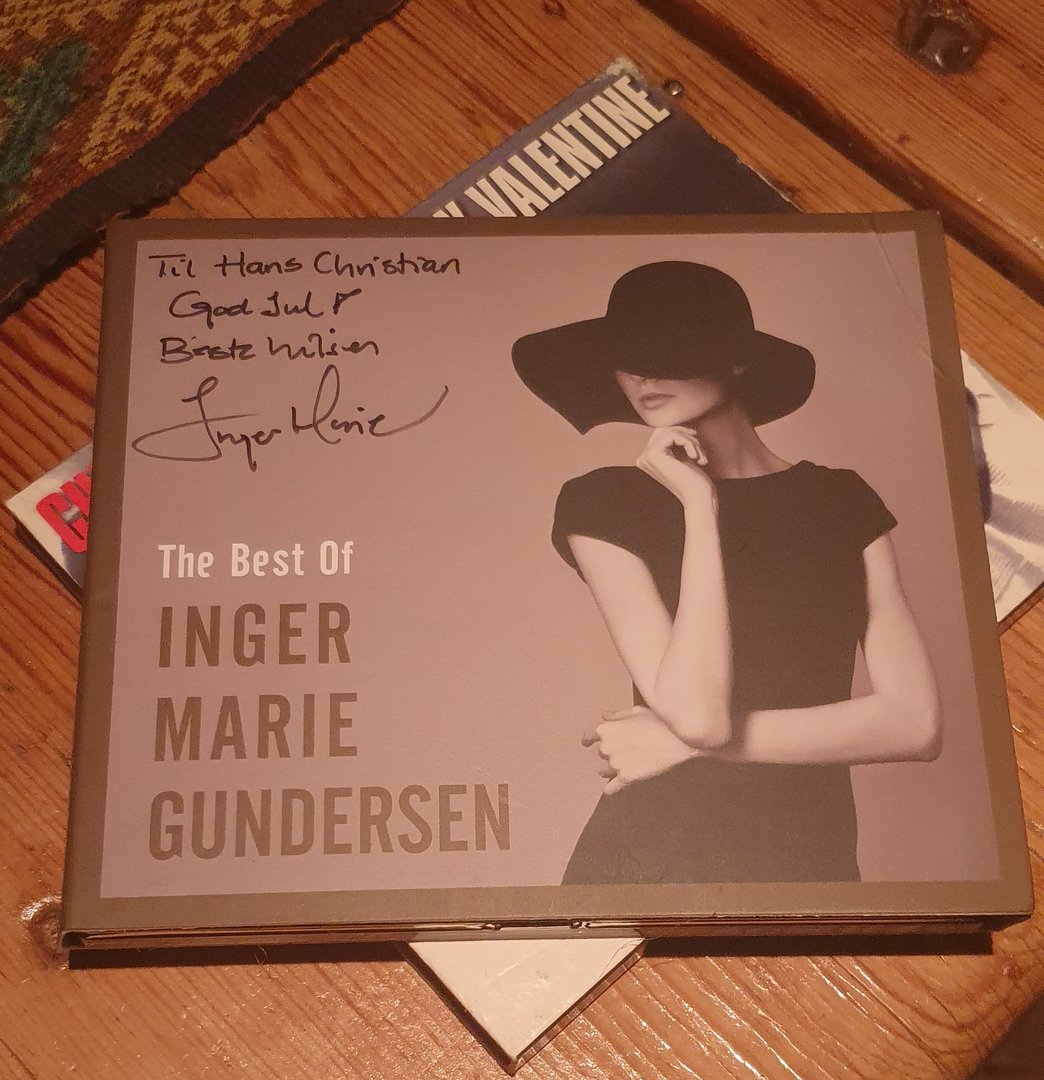 VALENTINE
Til Hans Christian
God Jul
Beste hilsen
Inger Marie
The Best Of
INGER
MARIE
GUNDERSEN